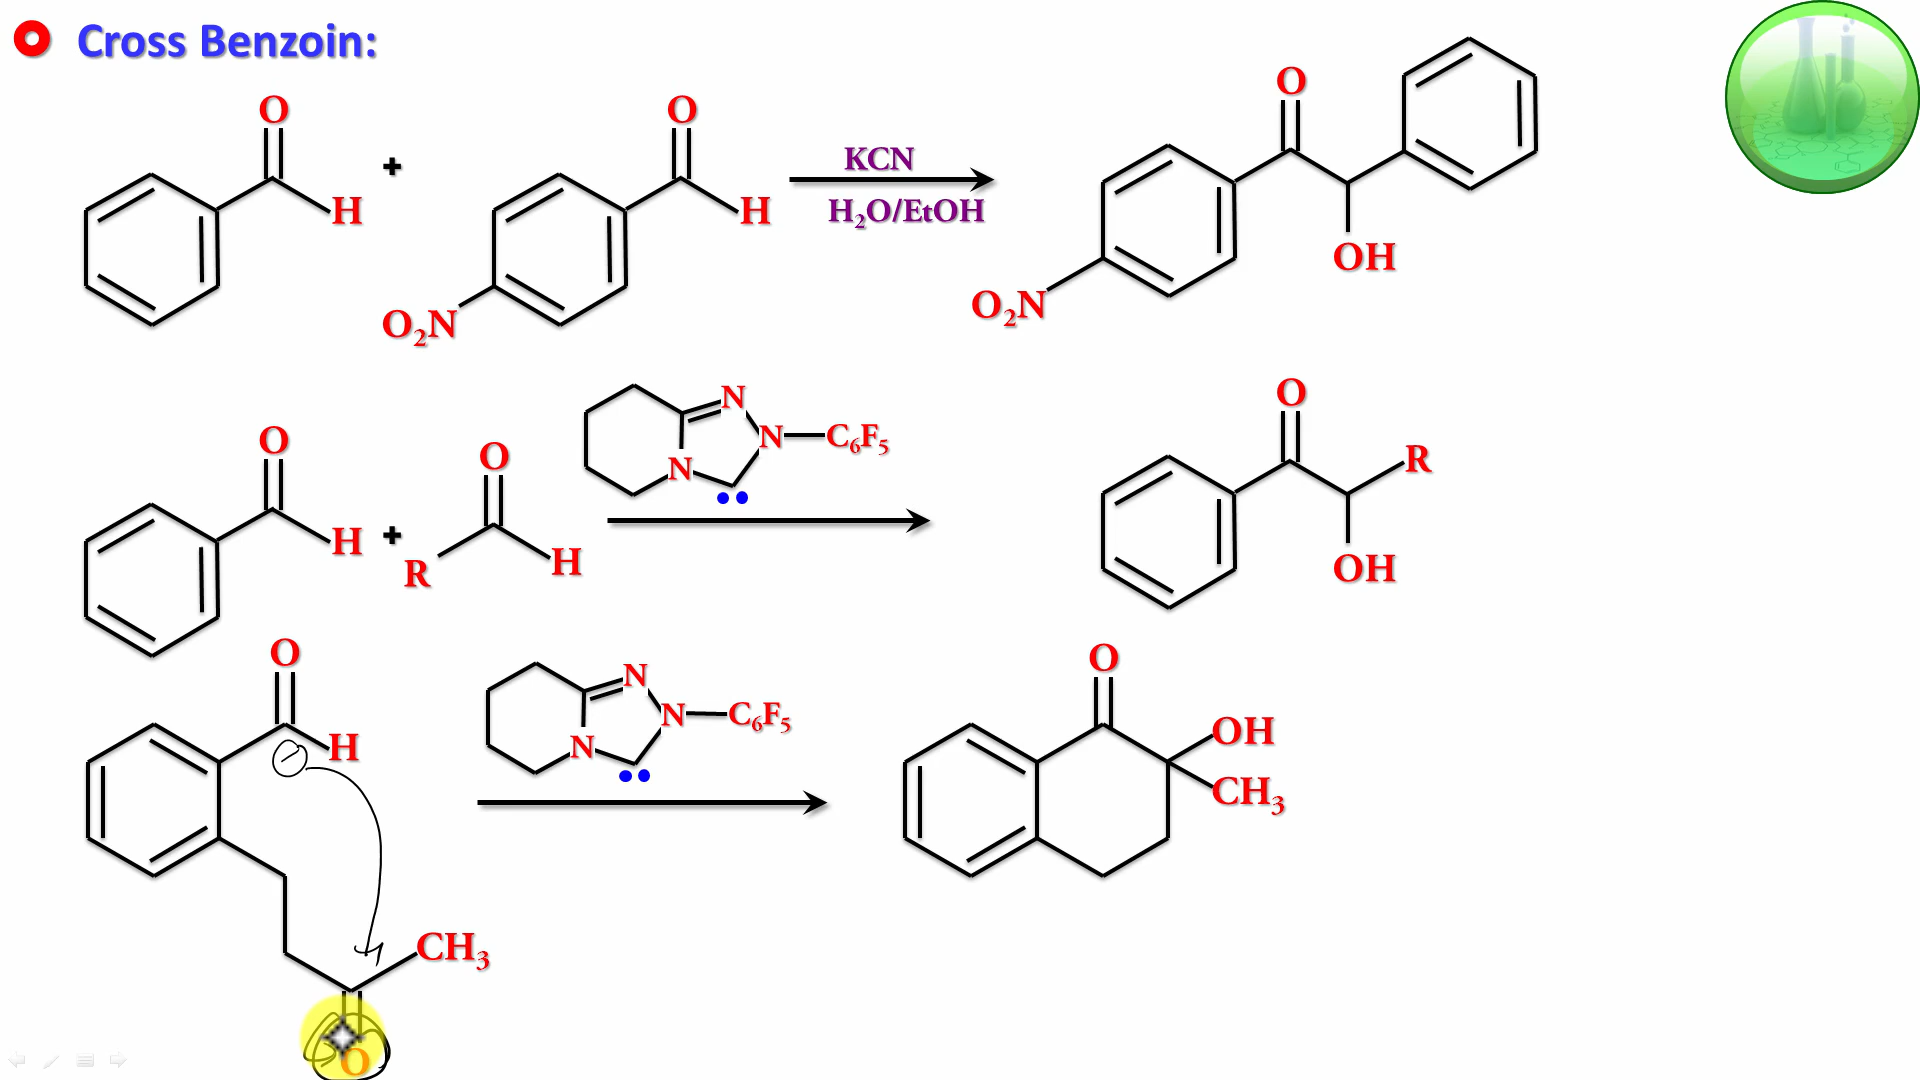 Cross Benzoin:
O
H
+
O
H
O₂N
KCN
H₂O/EtOH
O
OH
O₂N
O
H
+
O
R
H
N
N
N
C₆F₅
O
R
OH
O
H
CH₃
O
N
N
N
C₆F₅
O
OH
CH₃